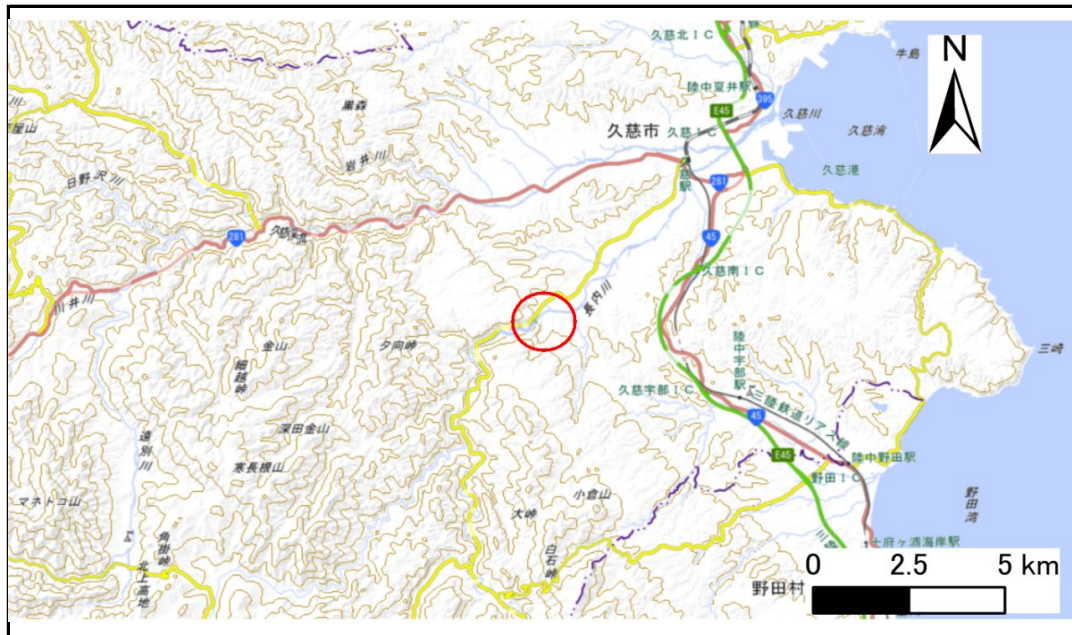 久慈北IC
牛島
N
陸中夏井駅
395
久慈川
E45
黒森
久慈市
久慈IC
久慈湾
岩井川
久慈駅
久慈港
日野沢川
281
281
45
久慈南IC
長内川
川井川
金山
夕向峠
細越峠
三崎
陸中宇部駅
久慈宇部IC
三陸鉄道リアス線
45
深田金山
遠別川
E45
陸中野田駅
寒長根山
野田IC
マネトコ山
小倉山
野田湾
大峠
角掛峠
白石峠
十府ヶ浦海岸駅
北上高地
野田村
0 2.5 5 km